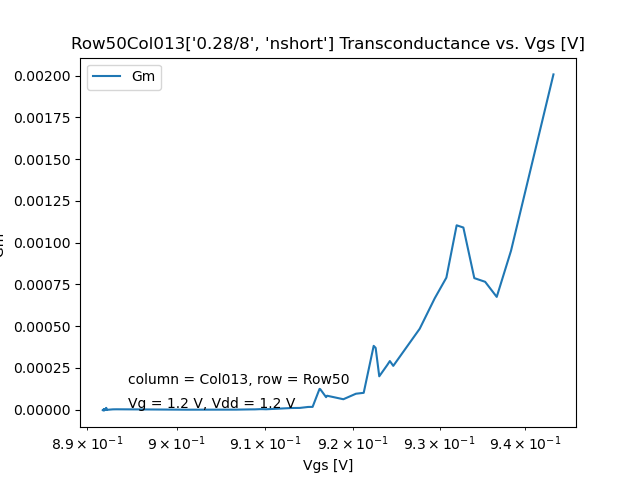 Row50Col013['0.28/8', 'nshort'] Transconductance vs. Vgs [V]
Gm
0.00200
0.00175
0.00150
0.00125
0.00100
0.00075
0.00050
0.00025
0.00000
Gm
column = Col013, row = Row50
Vg = 1.2 V, Vdd = 1.2 V
8.9 × 10⁻¹
9 × 10⁻¹
9.1 × 10⁻¹
9.2 × 10⁻¹
9.3 × 10⁻¹
9.4 × 10⁻¹
Vgs [V]